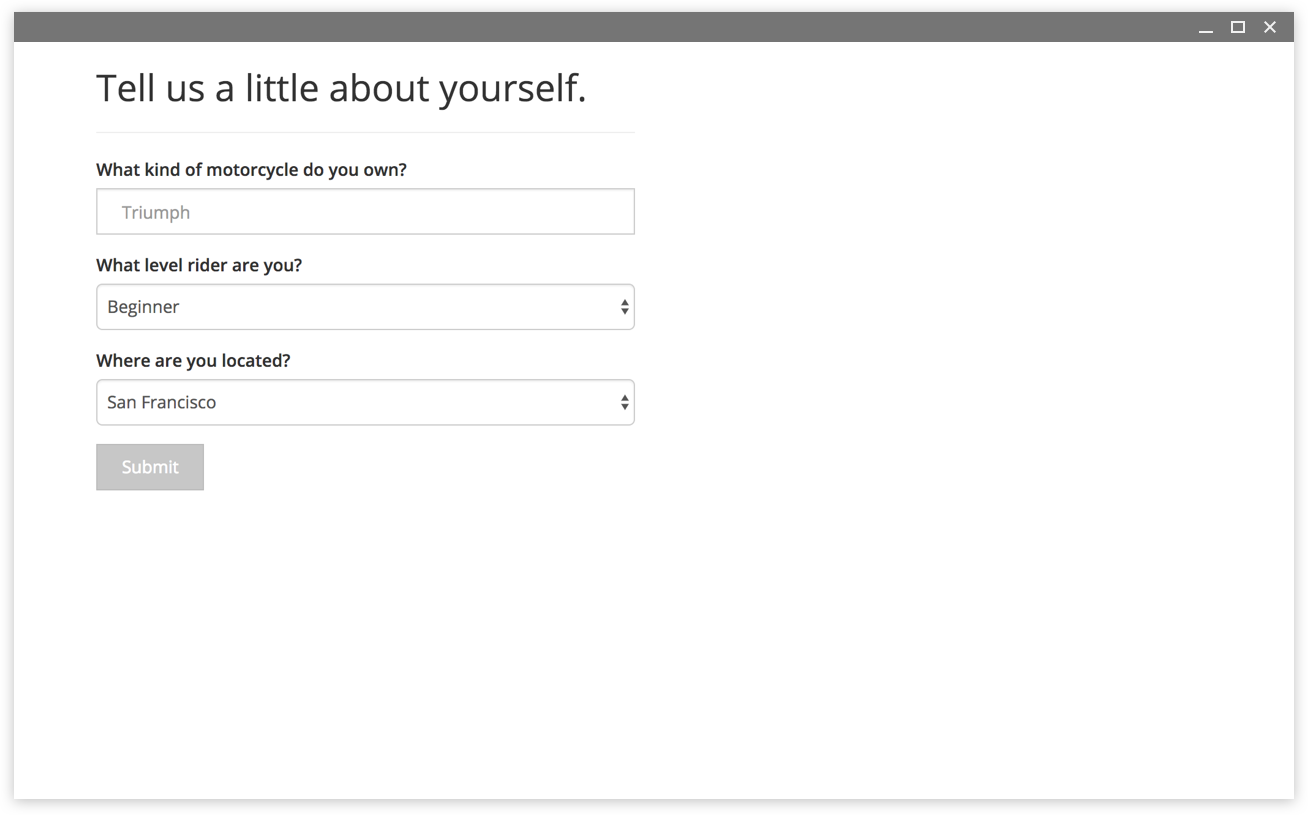 Tell us a little about yourself.
What kind of motorcycle do you own?
Triumph
What level rider are you?
Beginner
Where are you located?
San Francisco
Submit